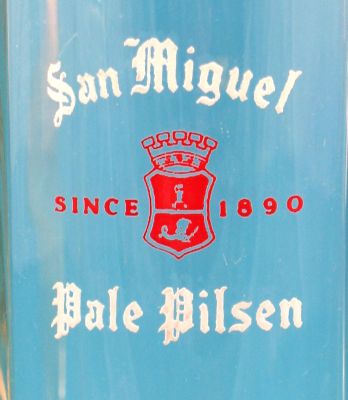 San Miguel
SINCE 1890
Pale Pilsen